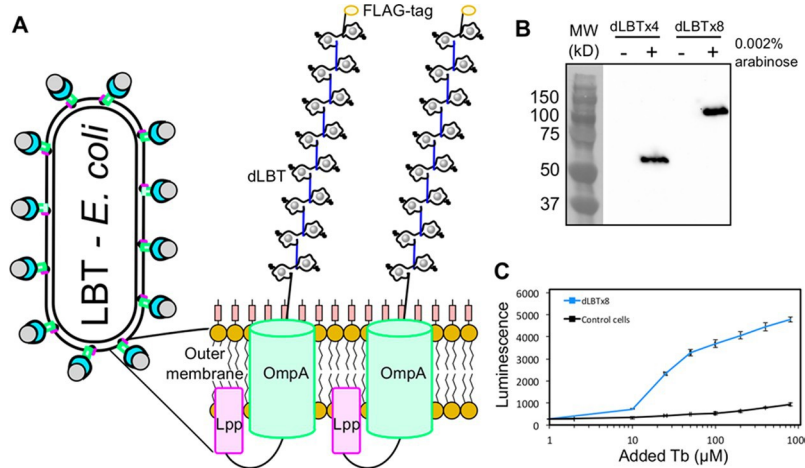 A
FLAG-tag
dLBT
LBT - E. coli
Outer
membrane
OmpA
OmpA
Lpp
Lpp
B
MW
(kD)
dLBTx4 dLBTx8
- + - +
0.002%
arabinose
150
100
75
50
37
C
Luminescence
6000
5000
4000
3000
2000
1000
0
dLBTx8
Control cells
1 10 100 1000
Added Tb (µM)